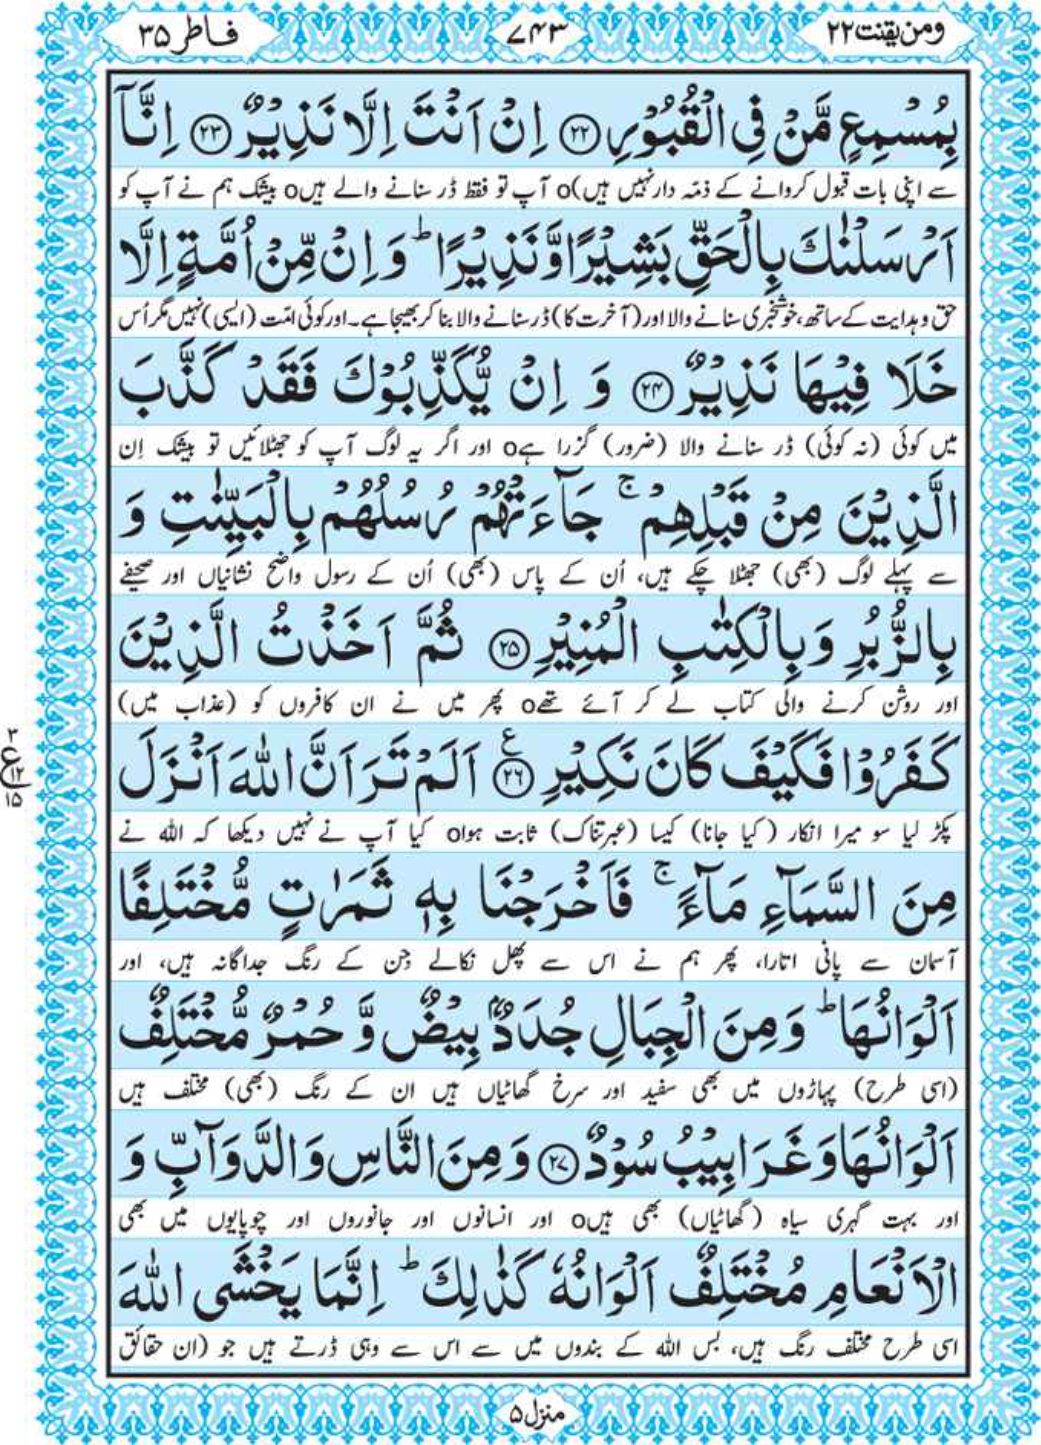 ومن یقنت ۲۲
۷۴۳
فاطر ۳۵
بِمُسْمِعٍ مَّنْ فِی الْقُبُوْرِ ﴿۲۲﴾ اِنْ اَنْتَ اِلَّا نَذِیْرٌ ﴿۲۳﴾ اِنَّاۤ
سے اپنی بات قبول کروانے کے ذمّہ دار نہیں ہیں)o آپ تو فقط ڈر سنانے والے ہیںo بیشک ہم نے آپ کو
اَرْسَلْنٰكَ بِالْحَقِّ بَشِیْرًا وَّ نَذِیْرًا ؕ وَ اِنْ مِّنْ اُمَّةٍ اِلَّا
حق و ہدایت کے ساتھ، خوشخبری سنانے والا اور (آخرت کا) ڈر سنانے والا بنا کر بھیجا ہے۔ اور کوئی امّت (ایسی) نہیں مگر اُس
خَلَا فِیْهَا نَذِیْرٌ ﴿۲۴﴾ وَ اِنْ یُّكَذِّبُوْكَ فَقَدْ كَذَّبَ
میں کوئی (نہ کوئی) ڈر سنانے والا (ضرور) گزرا ہےo اور اگر یہ لوگ آپ کو جھٹلائیں تو بیشک اِن
الَّذِیْنَ مِنْ قَبْلِهِمْ ۚ جَآءَتْهُمْ رُسُلُهُمْ بِالْبَیِّنٰتِ وَ
سے پہلے لوگ (بھی) جھٹلا چکے ہیں، اُن کے پاس (بھی) اُن کے رسول واضح نشانیاں اور صحیفے
بِالزُّبُرِ وَ بِالْكِتٰبِ الْمُنِیْرِ ﴿۲۵﴾ ثُمَّ اَخَذْتُ الَّذِیْنَ
اور روشن کرنے والی کتاب لے کر آئے تھےo پھر میں نے ان کافروں کو (عذاب میں)
كَفَرُوْا فَكَیْفَ كَانَ نَكِیْرِ ﴿۲۶﴾ ع اَلَمْ تَرَ اَنَّ اللّٰهَ اَنْزَلَ
۲
ع
۱۲
۱۵
پکڑ لیا سو میرا انکار (کیا جانا) کیسا (عبرتناک) ثابت ہواo کیا آپ نے نہیں دیکھا کہ اللہ نے
مِنَ السَّمَآءِ مَآءً ۚ فَاَخْرَجْنَا بِهٖ ثَمَرٰتٍ مُّخْتَلِفًا
آسمان سے پانی اتارا، پھر ہم نے اس سے پھل نکالے جن کے رنگ جداگانہ ہیں، اور
اَلْوَانُهَا ؕ وَ مِنَ الْجِبَالِ جُدَدٌۢ بِیْضٌ وَّ حُمْرٌ مُّخْتَلِفٌ
(اسی طرح) پہاڑوں میں بھی سفید اور سرخ گھاٹیاں ہیں ان کے رنگ (بھی) مختلف ہیں
اَلْوَانُهَا وَ غَرَابِیْبُ سُوْدٌ ﴿۲۷﴾ وَ مِنَ النَّاسِ وَ الدَّوَآبِّ وَ
اور بہت گہری سیاہ (گھاٹیاں) بھی ہیںo اور انسانوں اور جانوروں اور چوپایوں میں بھی
الْاَنْعَامِ مُخْتَلِفٌ اَلْوَانُهٗ كَذٰلِكَ ؕ اِنَّمَا یَخْشَی اللّٰهَ
اسی طرح مختلف رنگ ہیں، بس اللہ کے بندوں میں سے اس سے وہی ڈرتے ہیں جو (ان حقائق
منزل ۵